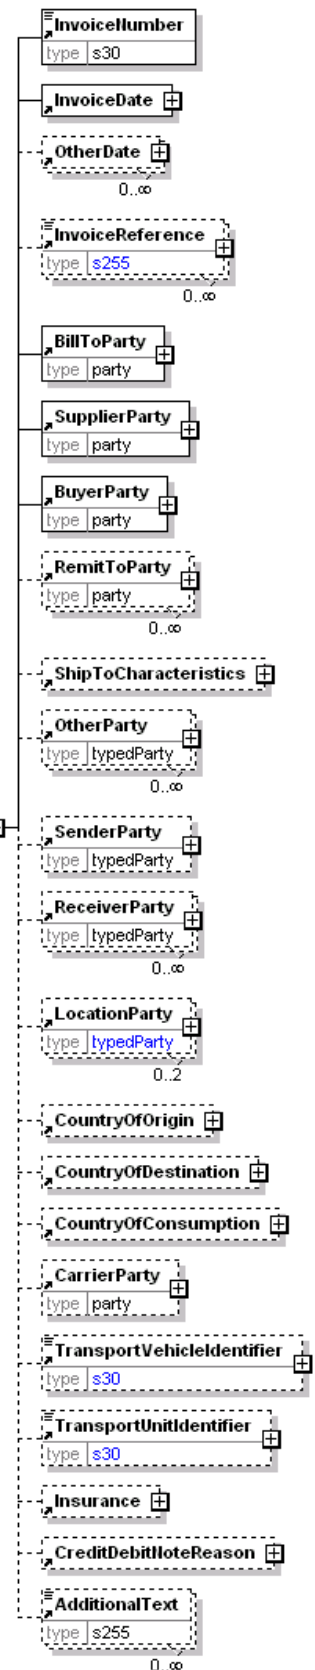 InvoiceNumber
type s30
InvoiceDate
OtherDate
0..∞
InvoiceReference
type s255
0..∞
BillToParty
type party
SupplierParty
type party
BuyerParty
type party
RemitToParty
type party
0..∞
ShipToCharacteristics
OtherParty
type typedParty
0..∞
SenderParty
type typedParty
ReceiverParty
type typedParty
0..∞
LocationParty
type typedParty
0..2
CountryOfOrigin
CountryOfDestination
CountryOfConsumption
CarrierParty
type party
TransportVehicleIdentifier
type s30
TransportUnitIdentifier
type s30
Insurance
CreditDebitNoteReason
AdditionalText
type s255
0..∞